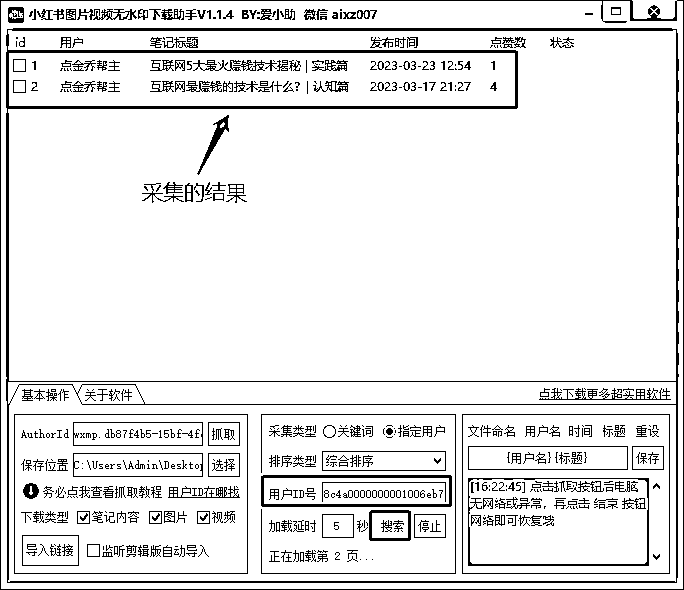 小红书图片视频无水印下载助手V1.1.4 BY:爱小助 微信 aixz007
id 用户 笔记标题 发布时间 点赞数 状态
1 点金乔帮主 互联网5大最火赚钱技术揭秘 | 实践篇 2023-03-23 12:54 1
2 点金乔帮主 互联网最赚钱的技术是什么? | 认知篇 2023-03-17 21:27 4
采集的结果
基本操作 关于软件 点我下载更多超实用软件
AuthorId wxmp.db87f4b5-15bf-4f 抓取
保存位置 C:\Users\Admin\Desktop 选择
务必点我查看抓取教程 用户ID在哪找
下载类型 笔记内容 图片 视频
导入链接 监听剪辑版自动导入
采集类型 关键词 指定用户
排序类型 综合排序
用户ID号 8c4a0000000001006eb7
加载延时 5 秒 搜索 停止
正在加载第 2 页...
文件命名 用户名 时间 标题 重设
{用户名}{标题} 保存
[16:22:45] 点击抓取按钮后电脑
无网络或异常，再点击 结束 按钮
网络即可恢复哦